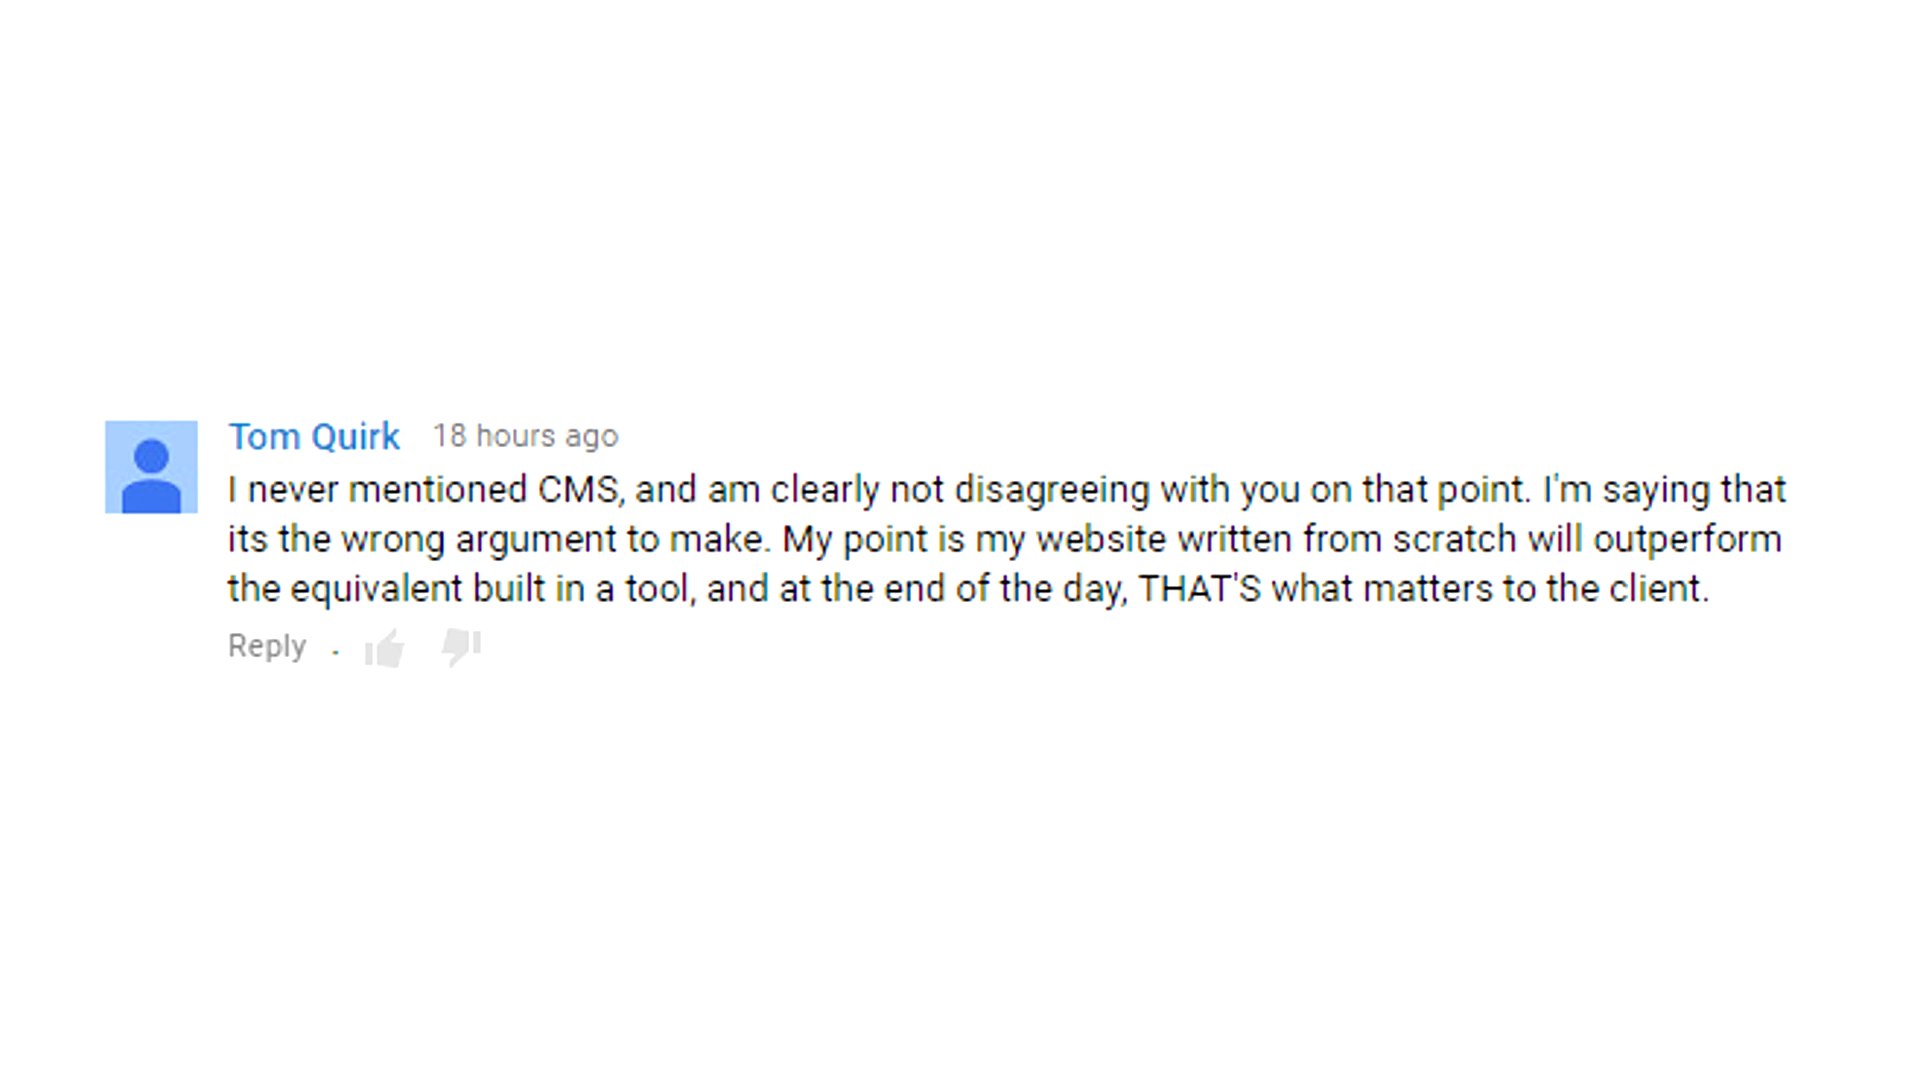 Tom Quirk 18 hours ago
I never mentioned CMS, and am clearly not disagreeing with you on that point. I'm saying that
its the wrong argument to make. My point is my website written from scratch will outperform
the equivalent built in a tool, and at the end of the day, THAT'S what matters to the client.
Reply .